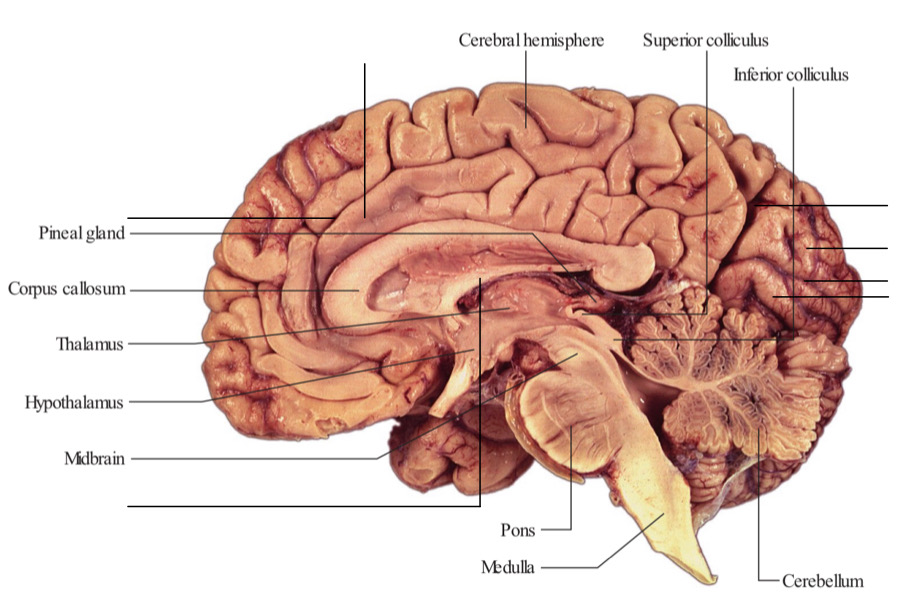 Cerebral hemisphere
Superior colliculus
Inferior colliculus
Pineal gland
Corpus callosum
Thalamus
Hypothalamus
Midbrain
Pons
Medulla
Cerebellum